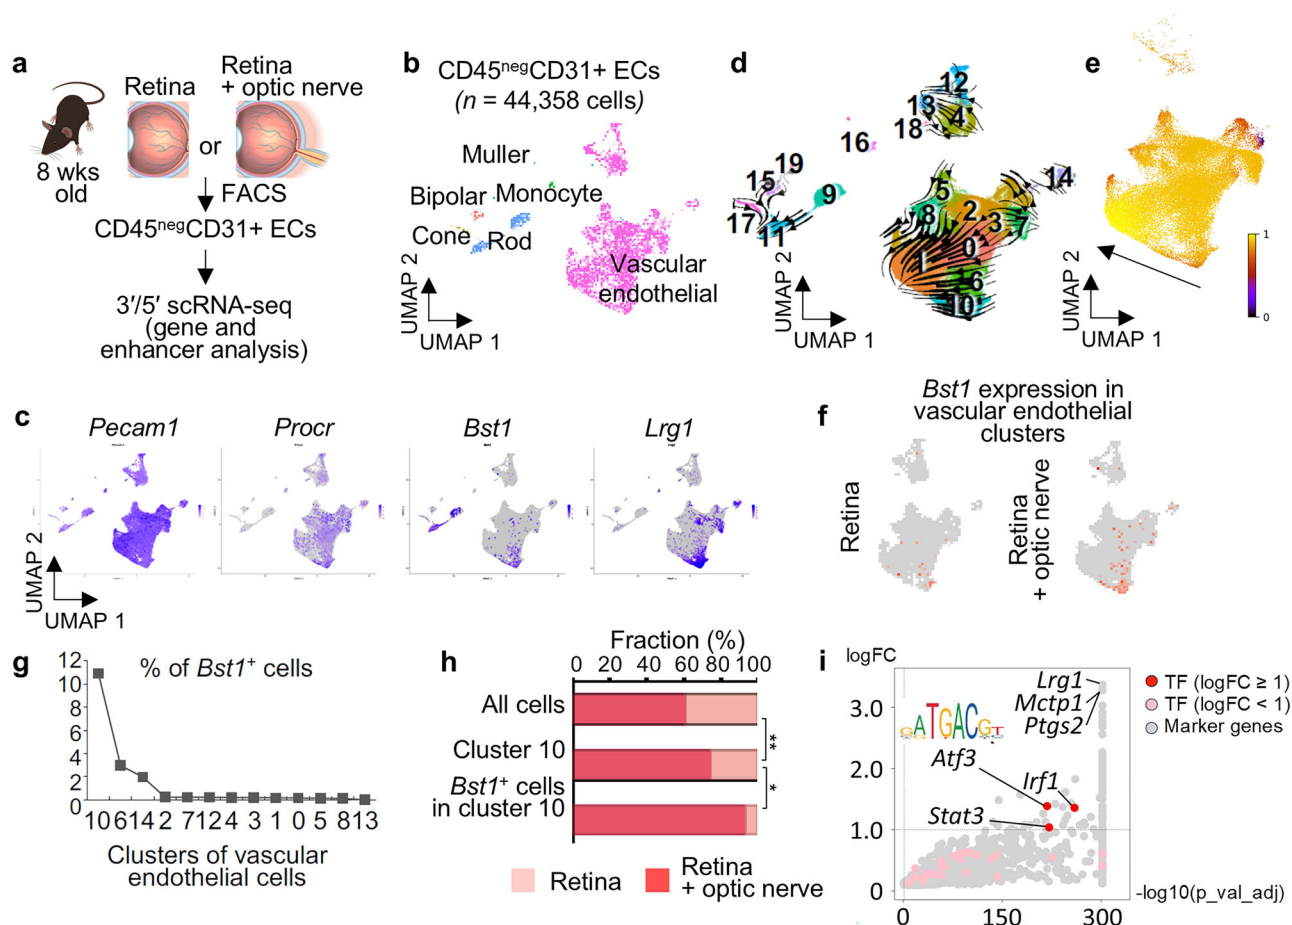 a
Retina
Retina
+ optic nerve
or
8 wks
old
FACS
CD45negCD31+ ECs
3′/5′ scRNA-seq
(gene and
enhancer analysis)
b
CD45negCD31+ ECs
(n = 44,358 cells)
Muller
Bipolar
Monocyte
Cone
Rod
Vascular
endothelial
UMAP 2
UMAP 1
d
12
13
4
18
16
19
15
9
17
11
14
5
2
8
3
7
0
1
6
10
UMAP 2
UMAP 1
e
1
0
UMAP 2
UMAP 1
c
Pecam1
Procr
Bst1
Lrg1
UMAP 2
UMAP 1
f
Bst1 expression in
vascular endothelial
clusters
Retina
Retina
+ optic nerve
g
% of Bst1+ cells
12
10
8
6
4
2
0
10 6 14 2 7 12 4 3 1 0 5 8 13
Clusters of vascular
endothelial cells
h
Fraction (%)
0 20 40 60 80 100
All cells
Cluster 10
Bst1+ cells
in cluster 10
**
*
Retina
Retina
+ optic nerve
i
logFC
3.0
2.0
1.0
0
GATGACGT
Lrg1
Mctp1
Ptgs2
Atf3
Irf1
Stat3
TF (logFC ≥ 1)
TF (logFC < 1)
Marker genes
-log10(p_val_adj)
0 150 300